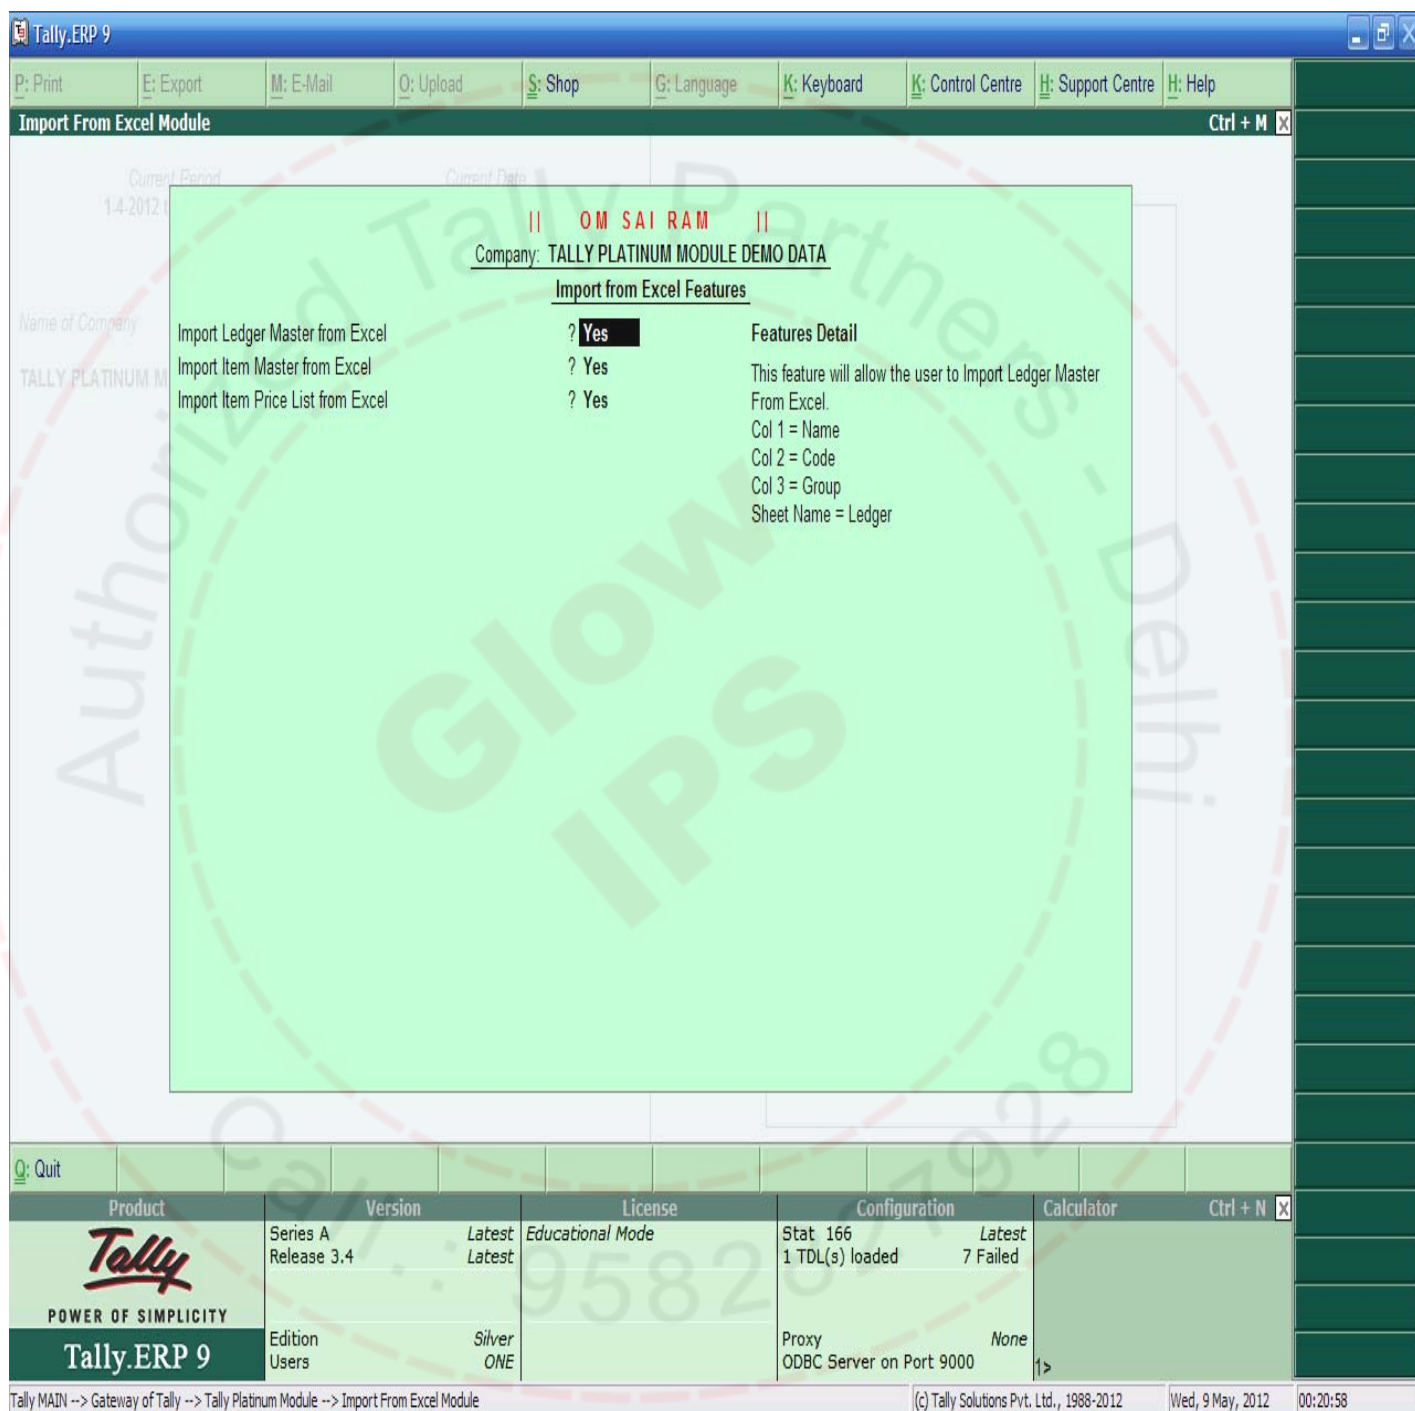 Tally.ERP 9
P: Print E: Export M: E-Mail O: Upload S: Shop G: Language K: Keyboard K: Control Centre H: Support Centre H: Help
Import From Excel Module Ctrl + M
Current Period Current Date
1-4-2012 t
|| OM SAI RAM ||
Company: TALLY PLATINUM MODULE DEMO DATA
Import from Excel Features
Name of Company
TALLY PLATINUM M
Import Ledger Master from Excel ? Yes
Import Item Master from Excel ? Yes
Import Item Price List from Excel ? Yes
Features Detail
This feature will allow the user to Import Ledger Master
From Excel.
Col 1 = Name
Col 2 = Code
Col 3 = Group
Sheet Name = Ledger
Authorized Tally Partners - Delhi
Glow
IPS
Call : 9582827928
Q: Quit
Product Version License Configuration Calculator Ctrl + N
Tally
POWER OF SIMPLICITY
Tally.ERP 9
Series A Latest
Release 3.4 Latest
Edition Silver
Users ONE
Educational Mode
Stat 166 Latest
1 TDL(s) loaded 7 Failed
Proxy None
ODBC Server on Port 9000
1>
Tally MAIN --> Gateway of Tally --> Tally Platinum Module --> Import From Excel Module (c) Tally Solutions Pvt. Ltd., 1988-2012 Wed, 9 May, 2012 00:20:58